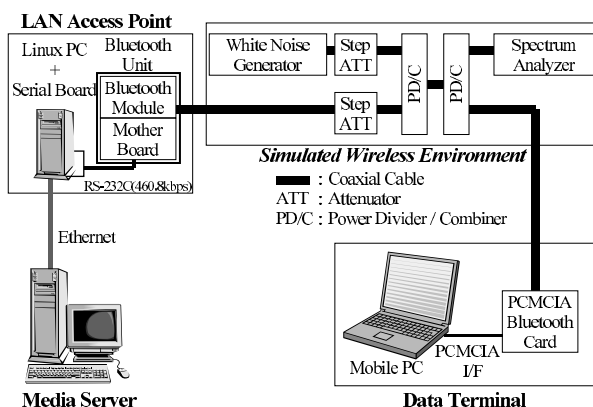 LAN Access Point
Linux PC
+
Serial Board
Bluetooth
Unit
Bluetooth
Module
Mother
Board
RS-232C(460.8kbps)
White Noise
Generator
Step
ATT
PD/C
PD/C
Spectrum
Analyzer
Step
ATT
Simulated Wireless Environment
: Coaxial Cable
ATT : Attenuator
PD/C : Power Divider / Combiner
Ethernet
Media Server
PCMCIA
Bluetooth
Card
Mobile PC
PCMCIA
I/F
Data Terminal